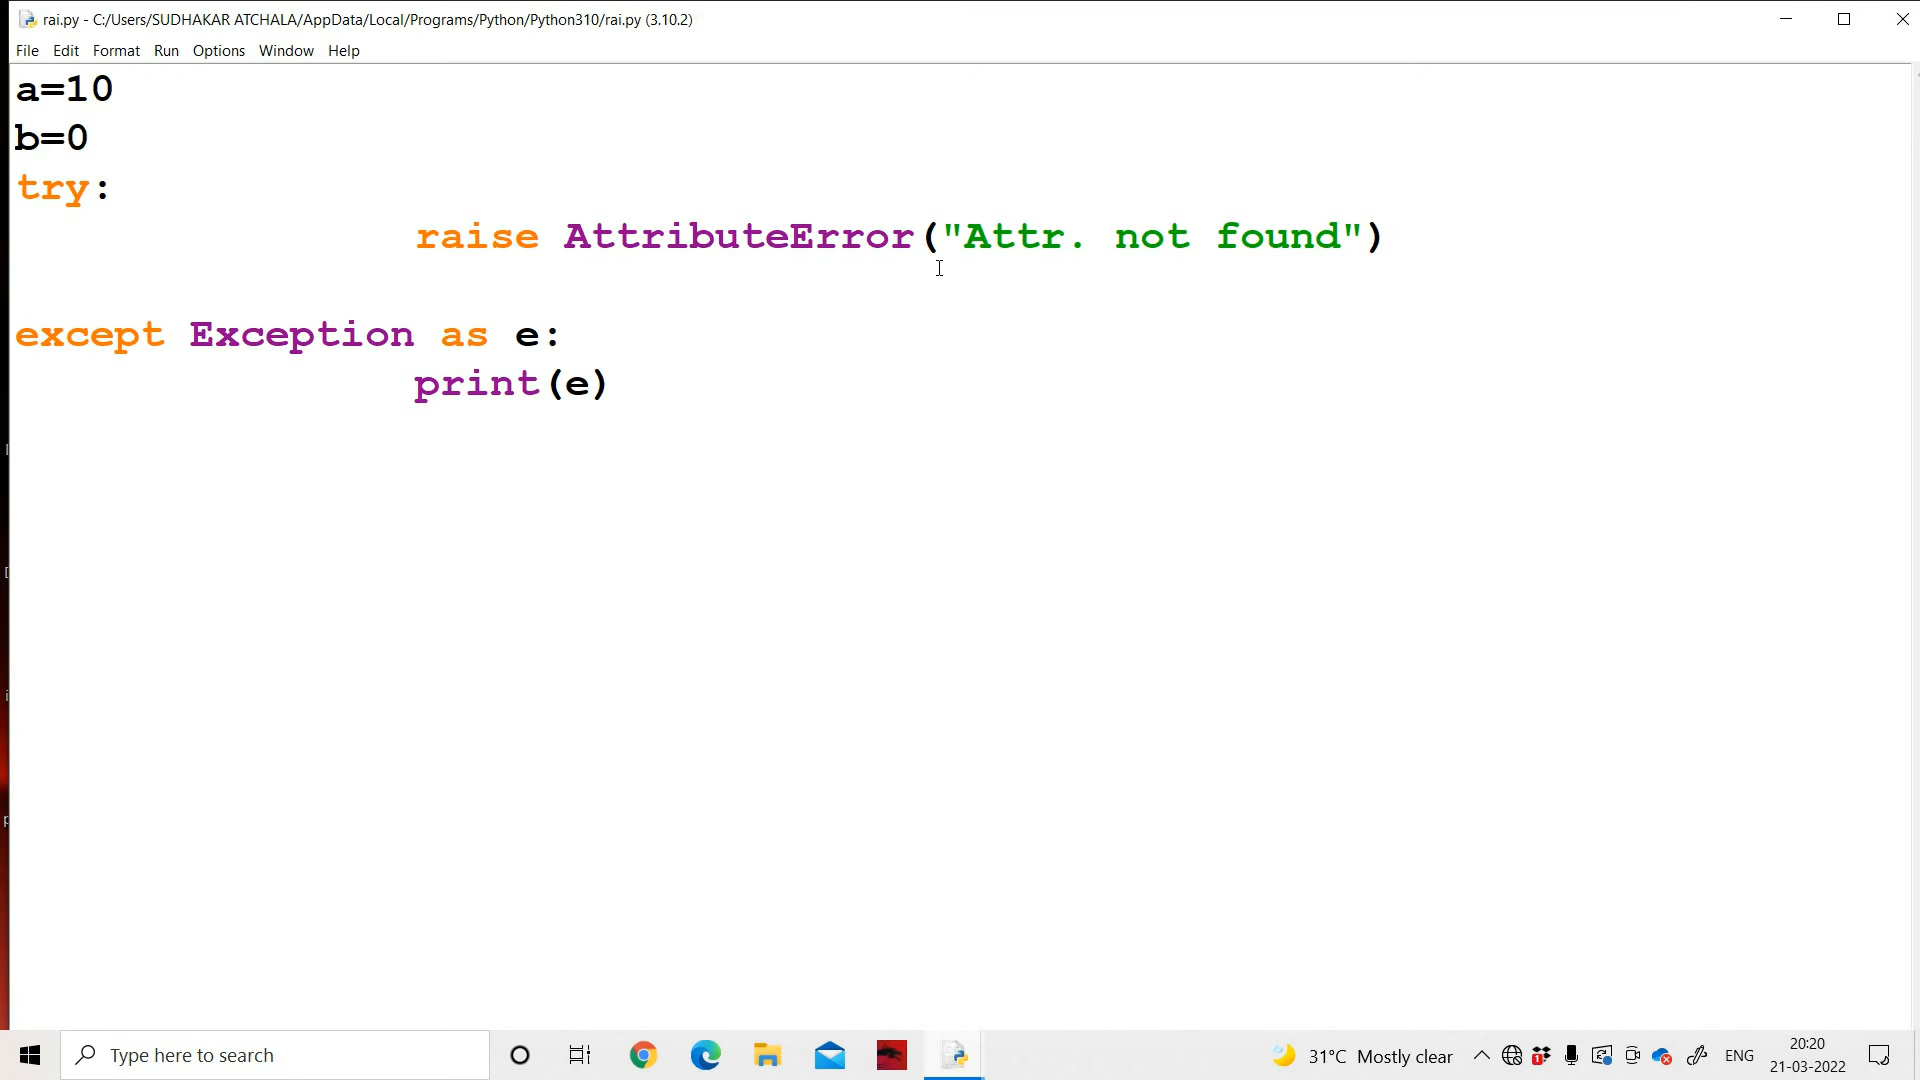 rai.py - C:/Users/SUDHAKAR ATCHALA/AppData/Local/Programs/Python/Python310/rai.py (3.10.2)
File Edit Format Run Options Window Help
a=10
b=0
try:
raise AttributeError("Attr. not found")
except Exception as e:
print(e)
Type here to search
31°C Mostly clear
ENG
20:20
21-03-2022